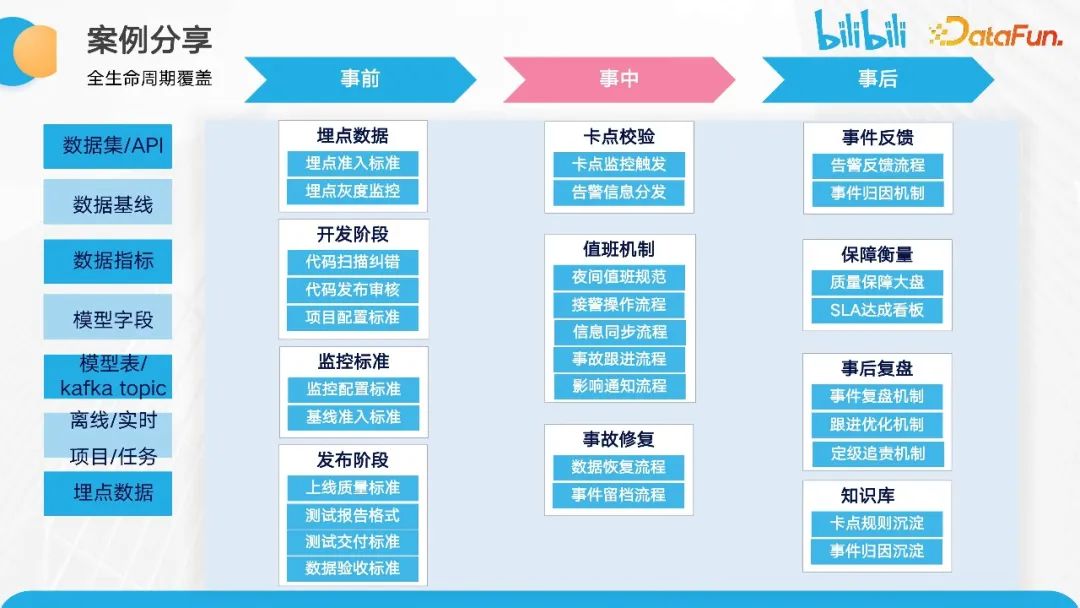 案例分享
全生命周期覆盖
bilibili
DataFun.
事前
事中
事后
数据集/API
数据基线
数据指标
模型字段
模型表/
kafka topic
离线/实时
项目/任务
埋点数据
埋点数据
埋点准入标准
埋点灰度监控
开发阶段
代码扫描纠错
代码发布审核
项目配置标准
监控标准
监控配置标准
基线准入标准
发布阶段
上线质量标准
测试报告格式
测试交付标准
数据验收标准
卡点校验
卡点监控触发
告警信息分发
值班机制
夜间值班规范
接警操作流程
信息同步流程
事故跟进流程
影响通知流程
事故修复
数据恢复流程
事件留档流程
事件反馈
告警反馈流程
事件归因机制
保障衡量
质量保障大盘
SLA达成看板
事后复盘
事件复盘机制
跟进优化机制
定级追责机制
知识库
卡点规则沉淀
事件归因沉淀